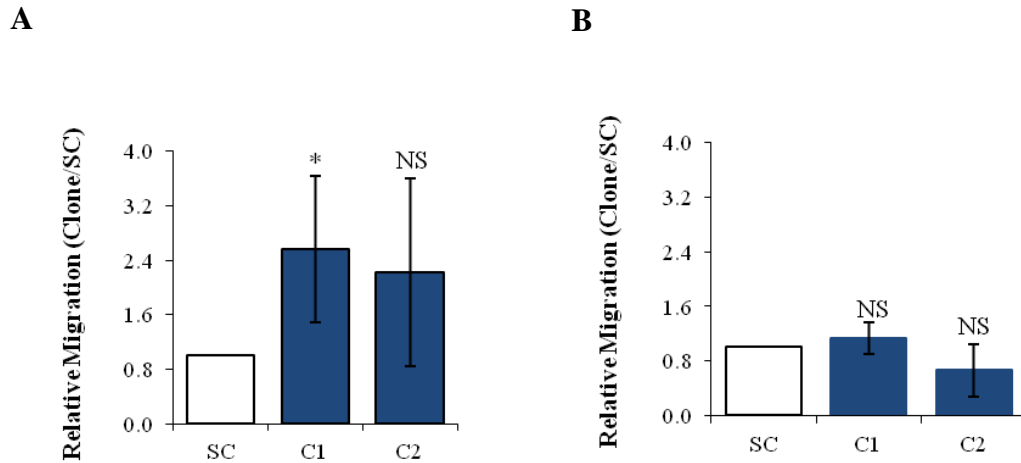 A
Relative Migration (Clone/SC)
4.0
3.2
2.4
1.6
0.8
0.0
*
NS
SC
C1
C2
B
Relative Migration (Clone/SC)
4.0
3.2
2.4
1.6
0.8
0.0
NS
NS
SC
C1
C2